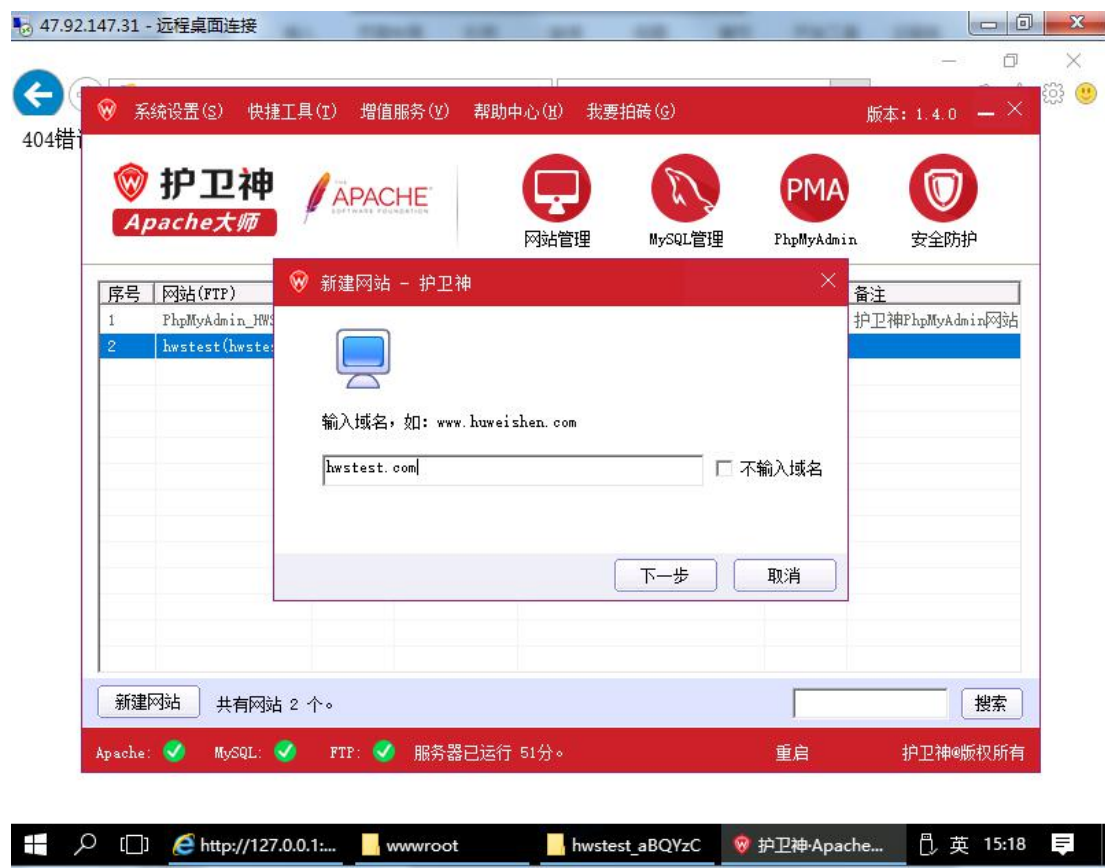 47.92.147.31 - 远程桌面连接
404错
系统设置(S) 快捷工具(T) 增值服务(V) 帮助中心(H) 我要拍砖(G) 版本: 1.4.0
护卫神
Apache大师
THE
APACHE
SOFTWARE FOUNDATION
PMA
网站管理 MySQL管理 PhpMyAdmin 安全防护
新建网站 - 护卫神
序号 网站(FTP) 备注
1 PhpMyAdmin_HWS 护卫神PhpMyAdmin网站
2 hwstest(hwstes
输入域名，如: www.huweishen.com
hwstest.com
不输入域名
下一步 取消
新建网站 共有网站 2 个。 搜索
Apache: MySQL: FTP: 服务器已运行 51分。 重启 护卫神@版权所有
http://127.0.0.1:... wwwroot hwstest_aBQYzC 护卫神·Apache... 英 15:18